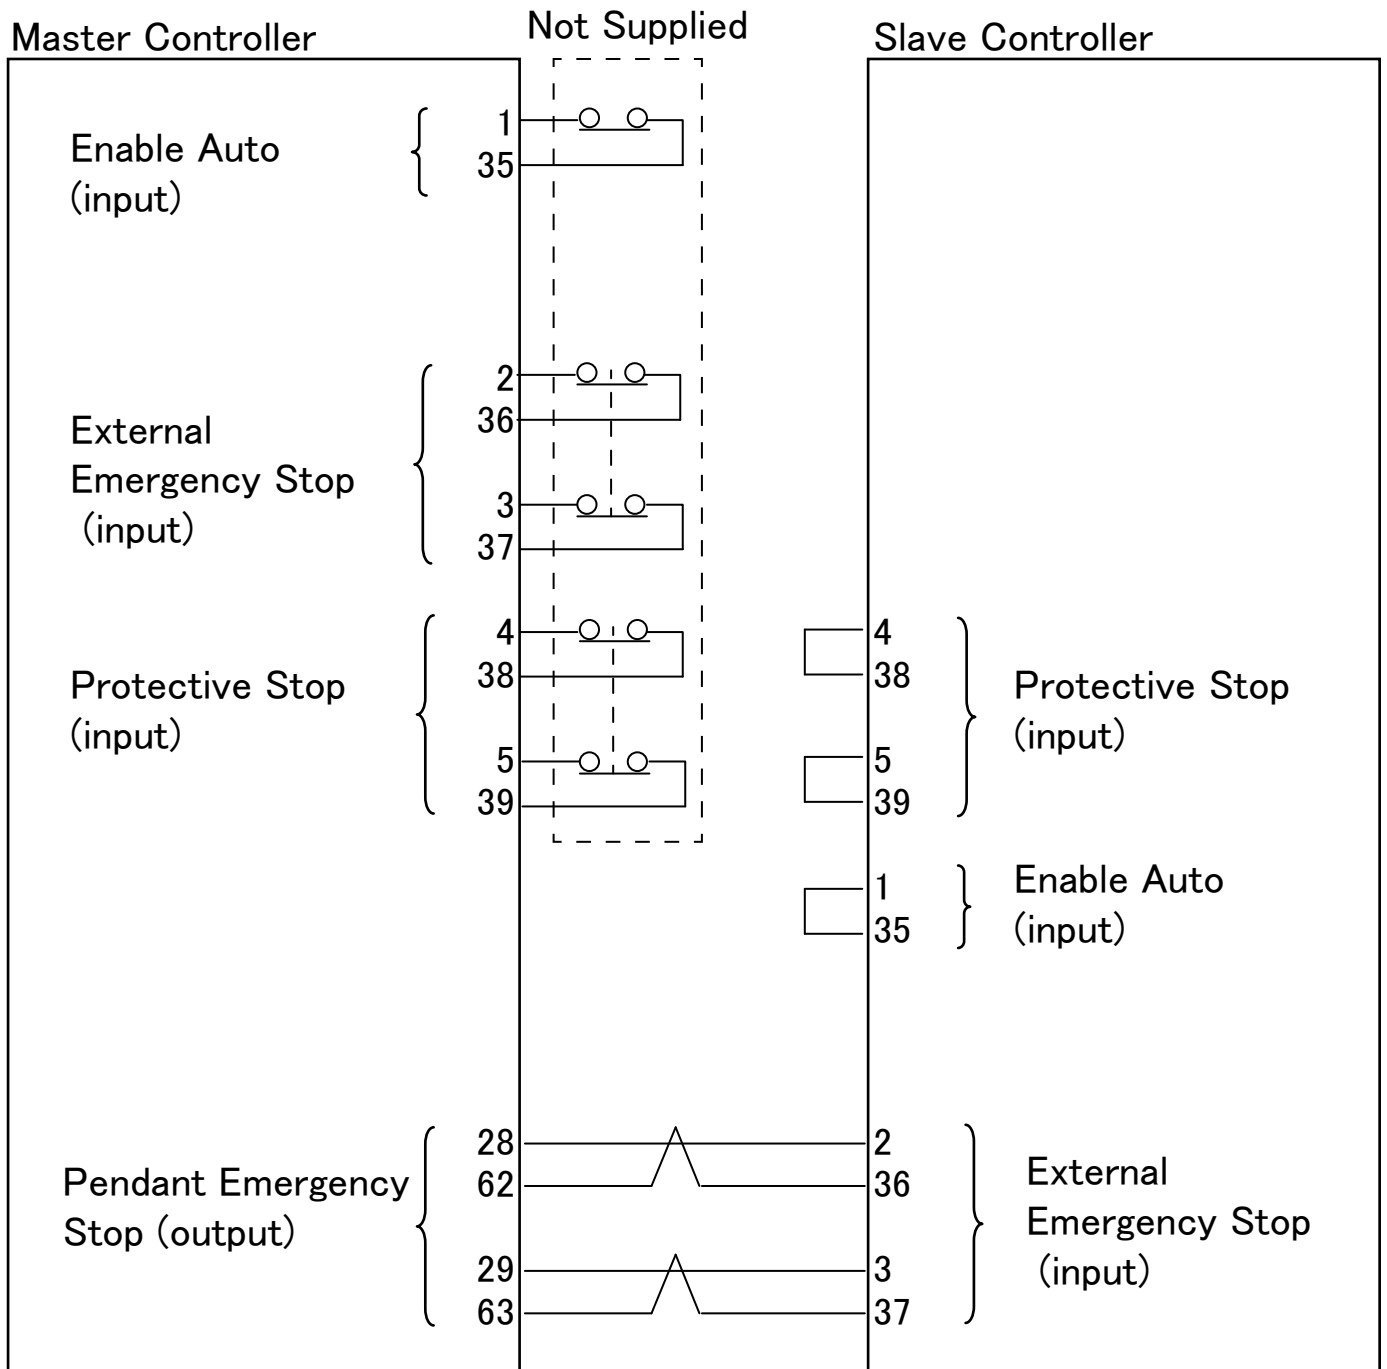 Master Controller
Not Supplied
Slave Controller
Enable Auto
(input)
1
35
External
Emergency Stop
(input)
2
36
3
37
Protective Stop
(input)
4
38
5
39
4
38
5
39
Protective Stop
(input)
1
35
Enable Auto
(input)
Pendant Emergency
Stop (output)
28
62
29
63
2
36
3
37
External
Emergency Stop
(input)